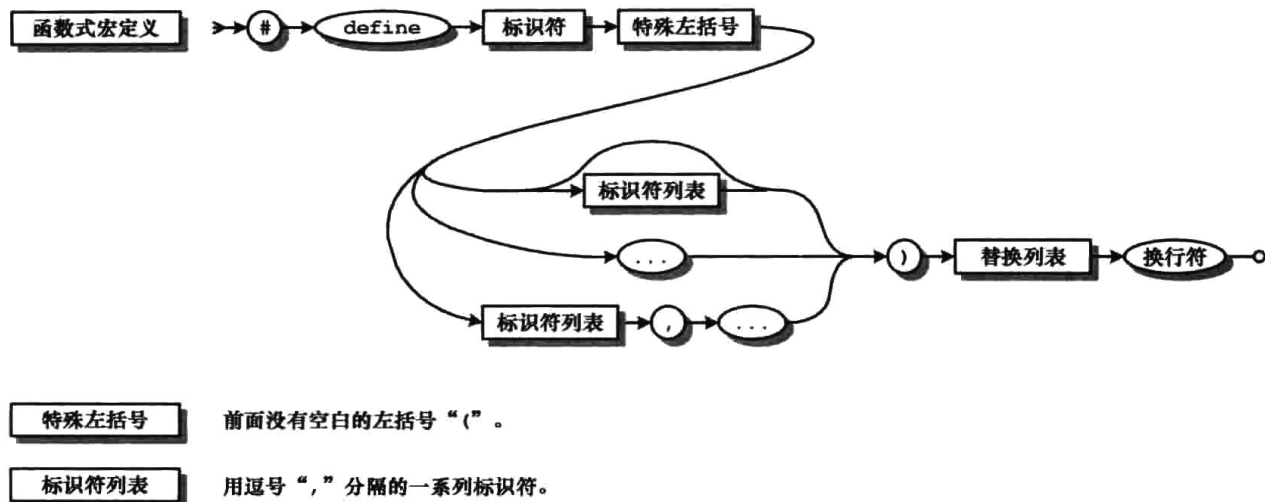 函数式宏定义 # define 标识符 特殊左括号
标识符列表
... ) 替换列表 换行符
标识符列表 , ...
特殊左括号 前面没有空白的左括号“(”。
标识符列表 用逗号“,”分隔的一系列标识符。